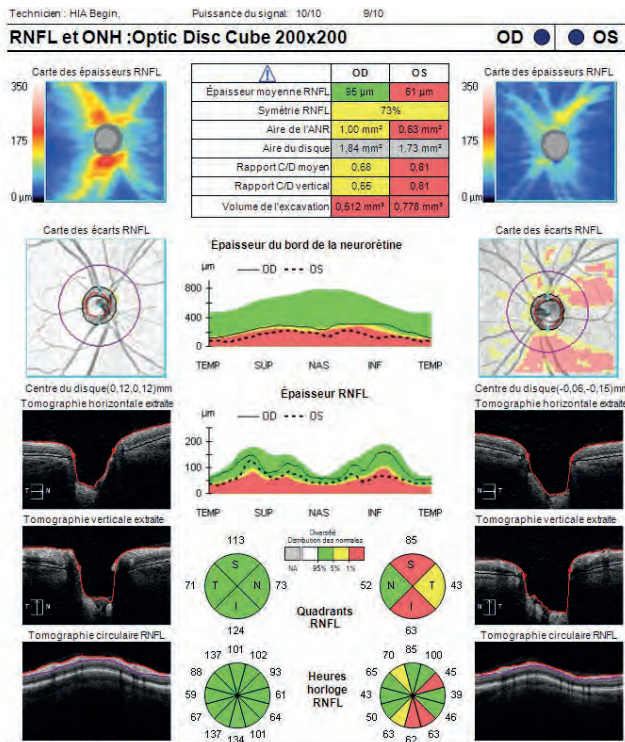 Technicien : HIA Begin, Puissance du signal: 10/10 9/10
RNFL et ONH :Optic Disc Cube 200x200 OD OS
Carte des épaisseurs RNFL
350
175
0 µm
OD OS
Épaisseur moyenne RNFL 95 µm 61 µm
Symétrie RNFL 73%
Aire de l'ANR 1,00 mm² 0,63 mm²
Aire du disque 1,84 mm² 1,73 mm²
Rapport C/D moyen 0,68 0,81
Rapport C/D vertical 0,65 0,81
Volume de l'excavation 0,512 mm³ 0,778 mm³
Carte des épaisseurs RNFL
350
175
0 µm
Carte des écarts RNFL
Centre du disque(0,12,0,12)mm
Épaisseur du bord de la neurorétine
µm OD OS
800
400
0
TEMP SUP NAS INF TEMP
Carte des écarts RNFL
Centre du disque(-0,06,-0,15)mm
Tomographie horizontale extraite
T N
Épaisseur RNFL
µm OD OS
200
100
0
TEMP SUP NAS INF TEMP
Tomographie horizontale extraite
T N
Tomographie verticale extraite
T N
Diversité
Distribution des normales
NA 95% 5% 1%
113
S
71 T N 73
I
124
Quadrants
RNFL
85
S
52 N T 43
I
63
Tomographie verticale extraite
T N
Tomographie circulaire RNFL
101
137 102
88 93
59 61
67 64
137 101
134
Heures
horloge
RNFL
85
70 100
65 45
43 39
50 46
63 63
62
Tomographie circulaire RNFL